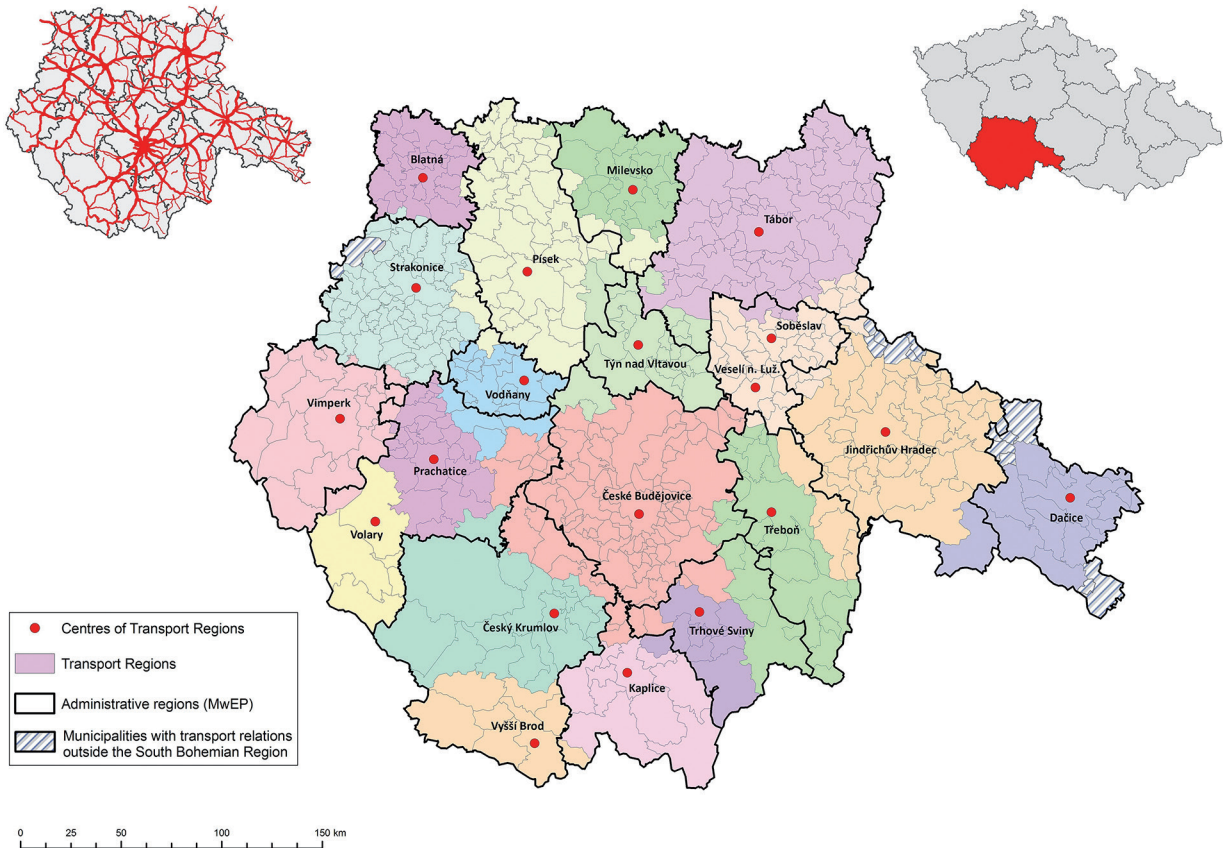 Blatná
Milevsko
Tábor
Strakonice
Písek
Soběslav
Týn nad Vltavou
Veselí n. Luž.
Vodňany
Vimperk
Jindřichův Hradec
Prachatice
České Budějovice
Dačice
Volary
Třeboň
Český Krumlov
Trhové Sviny
Kaplice
Vyšší Brod
Centres of Transport Regions
Transport Regions
Administrative regions (MwEP)
Municipalities with transport relations
outside the South Bohemian Region
0 25 50 100 150 km